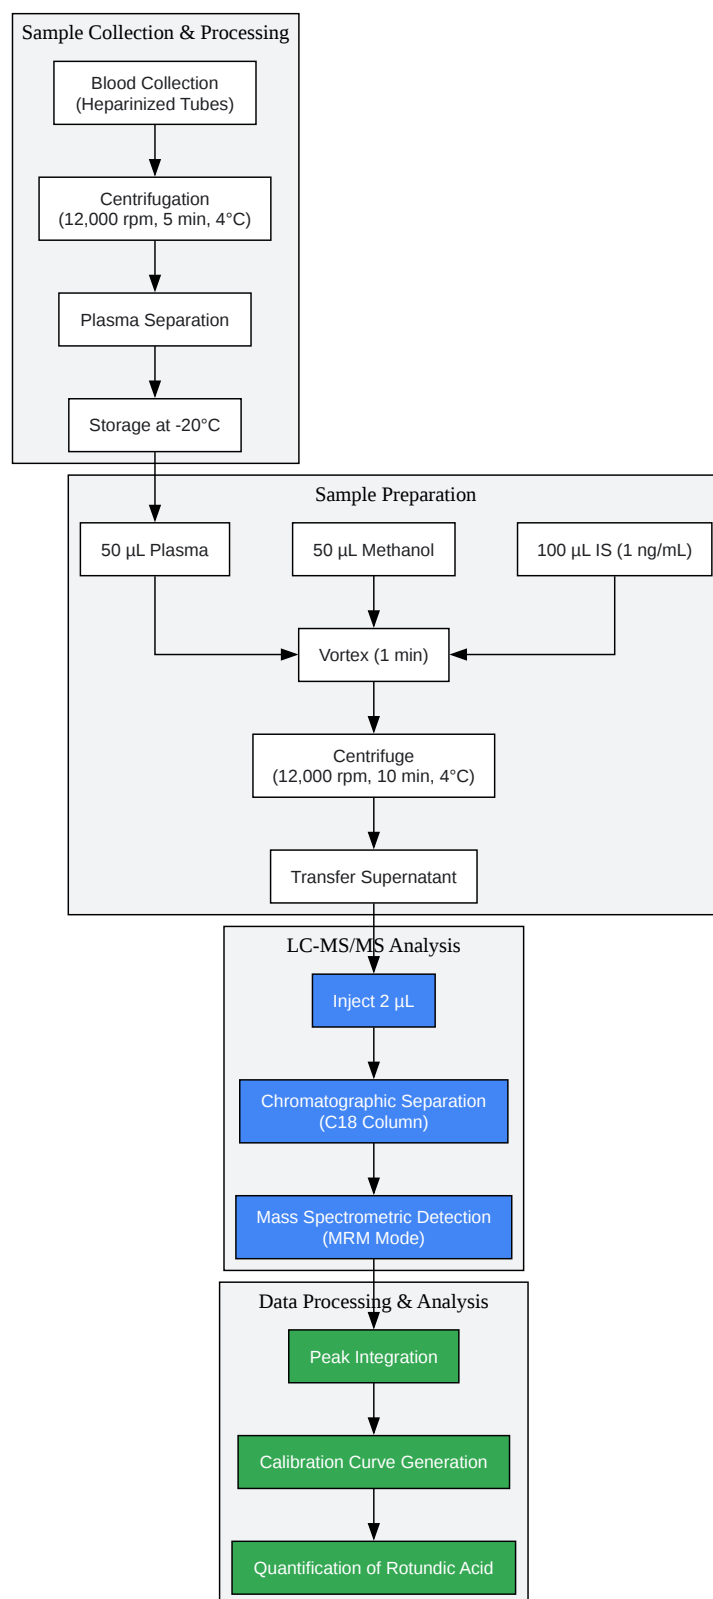 Sample Collection & Processing
Blood Collection
(Heparinized Tubes)
Centrifugation
(12,000 rpm, 5 min, 4°C)
Plasma Separation
Storage at -20°C
Sample Preparation
50 µL Plasma
50 µL Methanol
100 µL IS (1 ng/mL)
Vortex (1 min)
Centrifuge
(12,000 rpm, 10 min, 4°C)
Transfer Supernatant
LC-MS/MS Analysis
Inject 2 µL
Chromatographic Separation
(C18 Column)
Mass Spectrometric Detection
(MRM Mode)
Data Processing & Analysis
Peak Integration
Calibration Curve Generation
Quantification of Rotundic Acid